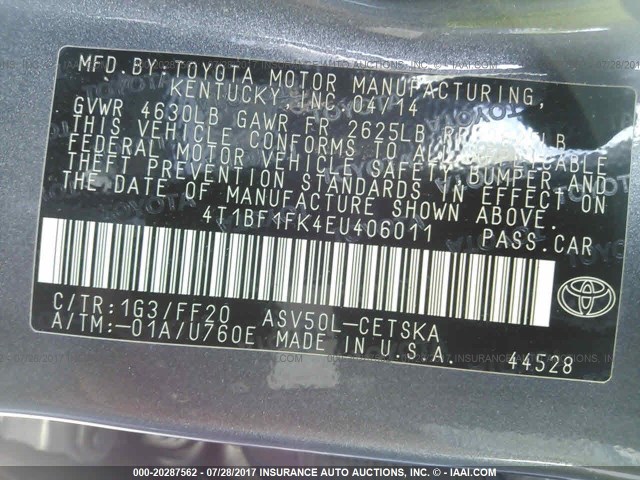 MFD.BY:TOYOTA MOTOR MANUFACTURING,
KENTUCKY, INC. 04/14
GVWR 4630LB GAWR FR 2625LB LB
THIS VEHICLE CONFORMS TO ALL
FEDERAL MOTOR VEHICLE SAFETY, BUMPER, AND
THEFT PREVENTION STANDARDS IN EFFECT ON
THE DATE OF MANUFACTURE SHOWN ABOVE.
4T1BF1FK4EU406011 PASS.CAR
C/TR:1G3/FF20 ASV50L-CETSKA
A/TM:-01A/U760E MADE IN U.S.A.
44528
000-20287562 07/28/2017 INSURANCE AUTO AUCTIONS, INC. © - IAAI.COM